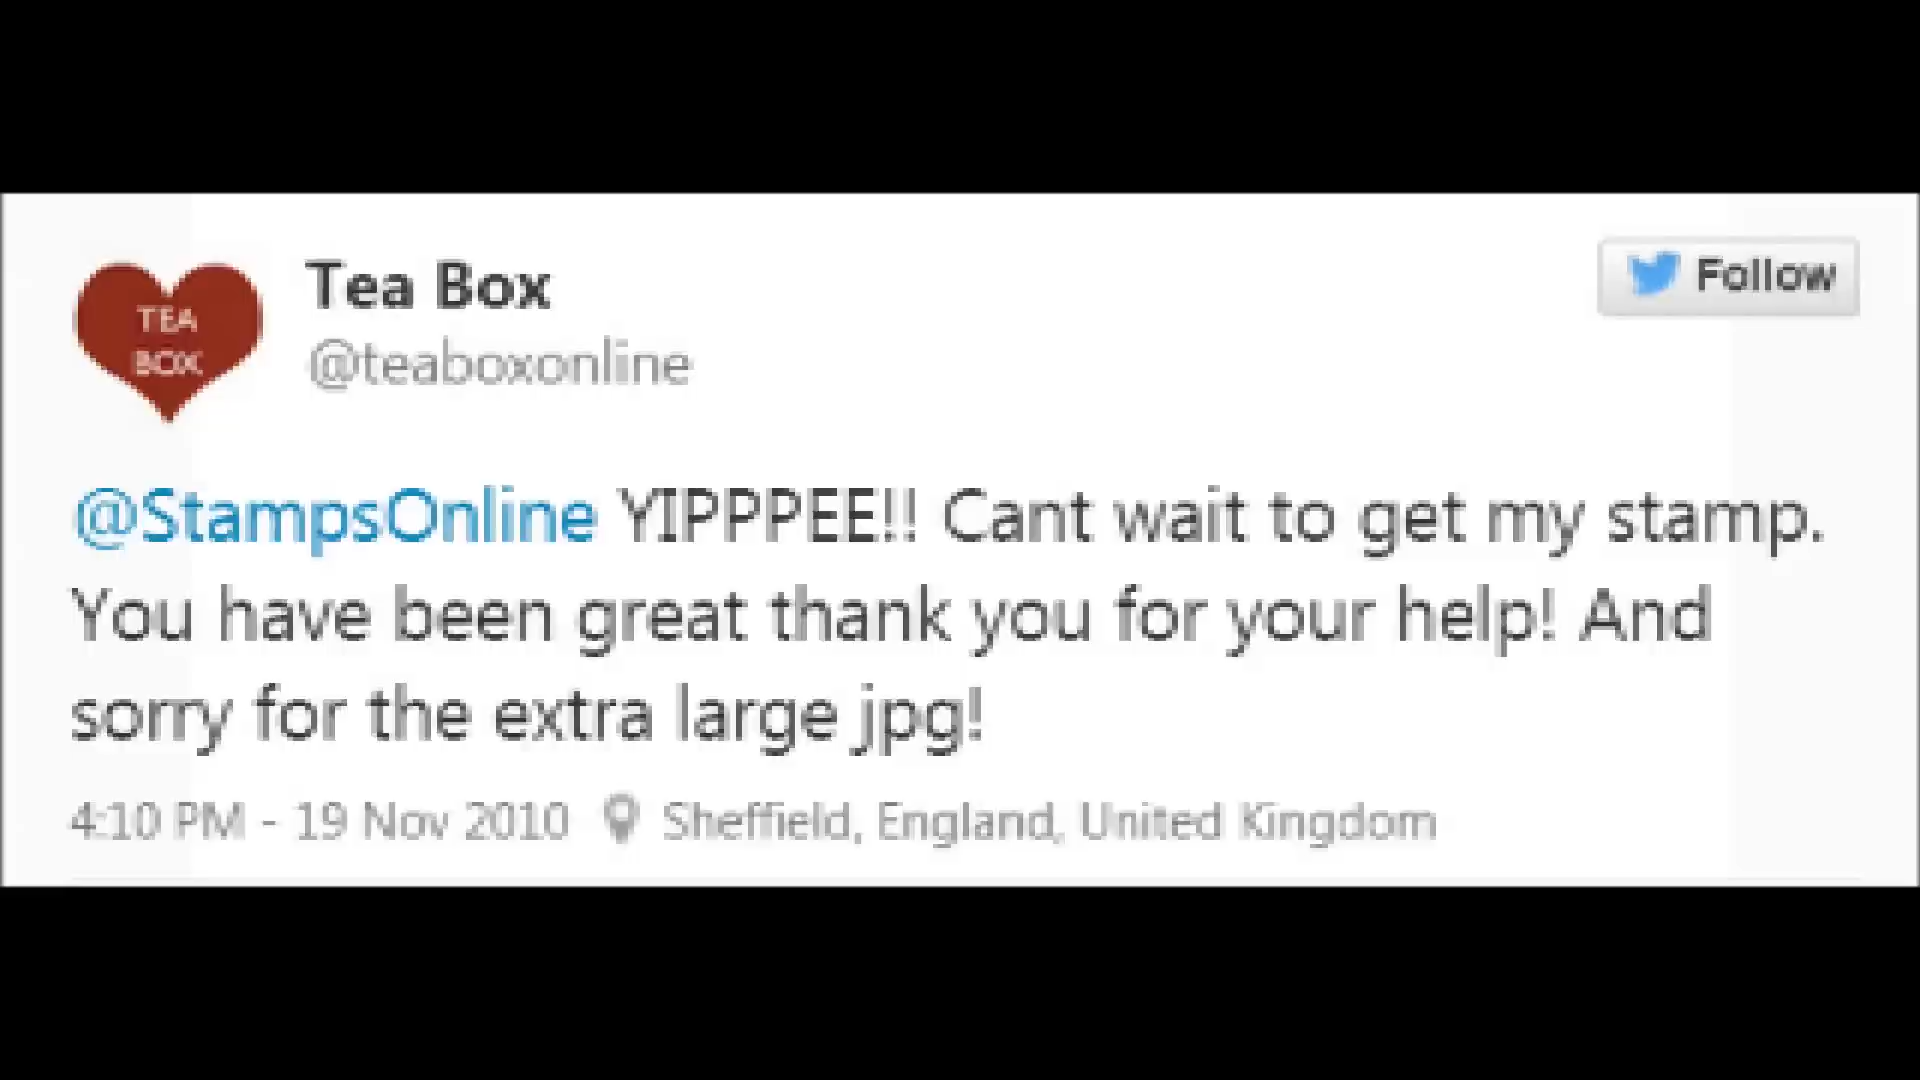 TEA
BOX
Tea Box
@teaboxonline
Follow
@StampsOnline YIPPPEE!! Cant wait to get my stamp.
You have been great thank you for your help! And
sorry for the extra large jpg!
4:10 PM - 19 Nov 2010 Sheffield, England, United Kingdom